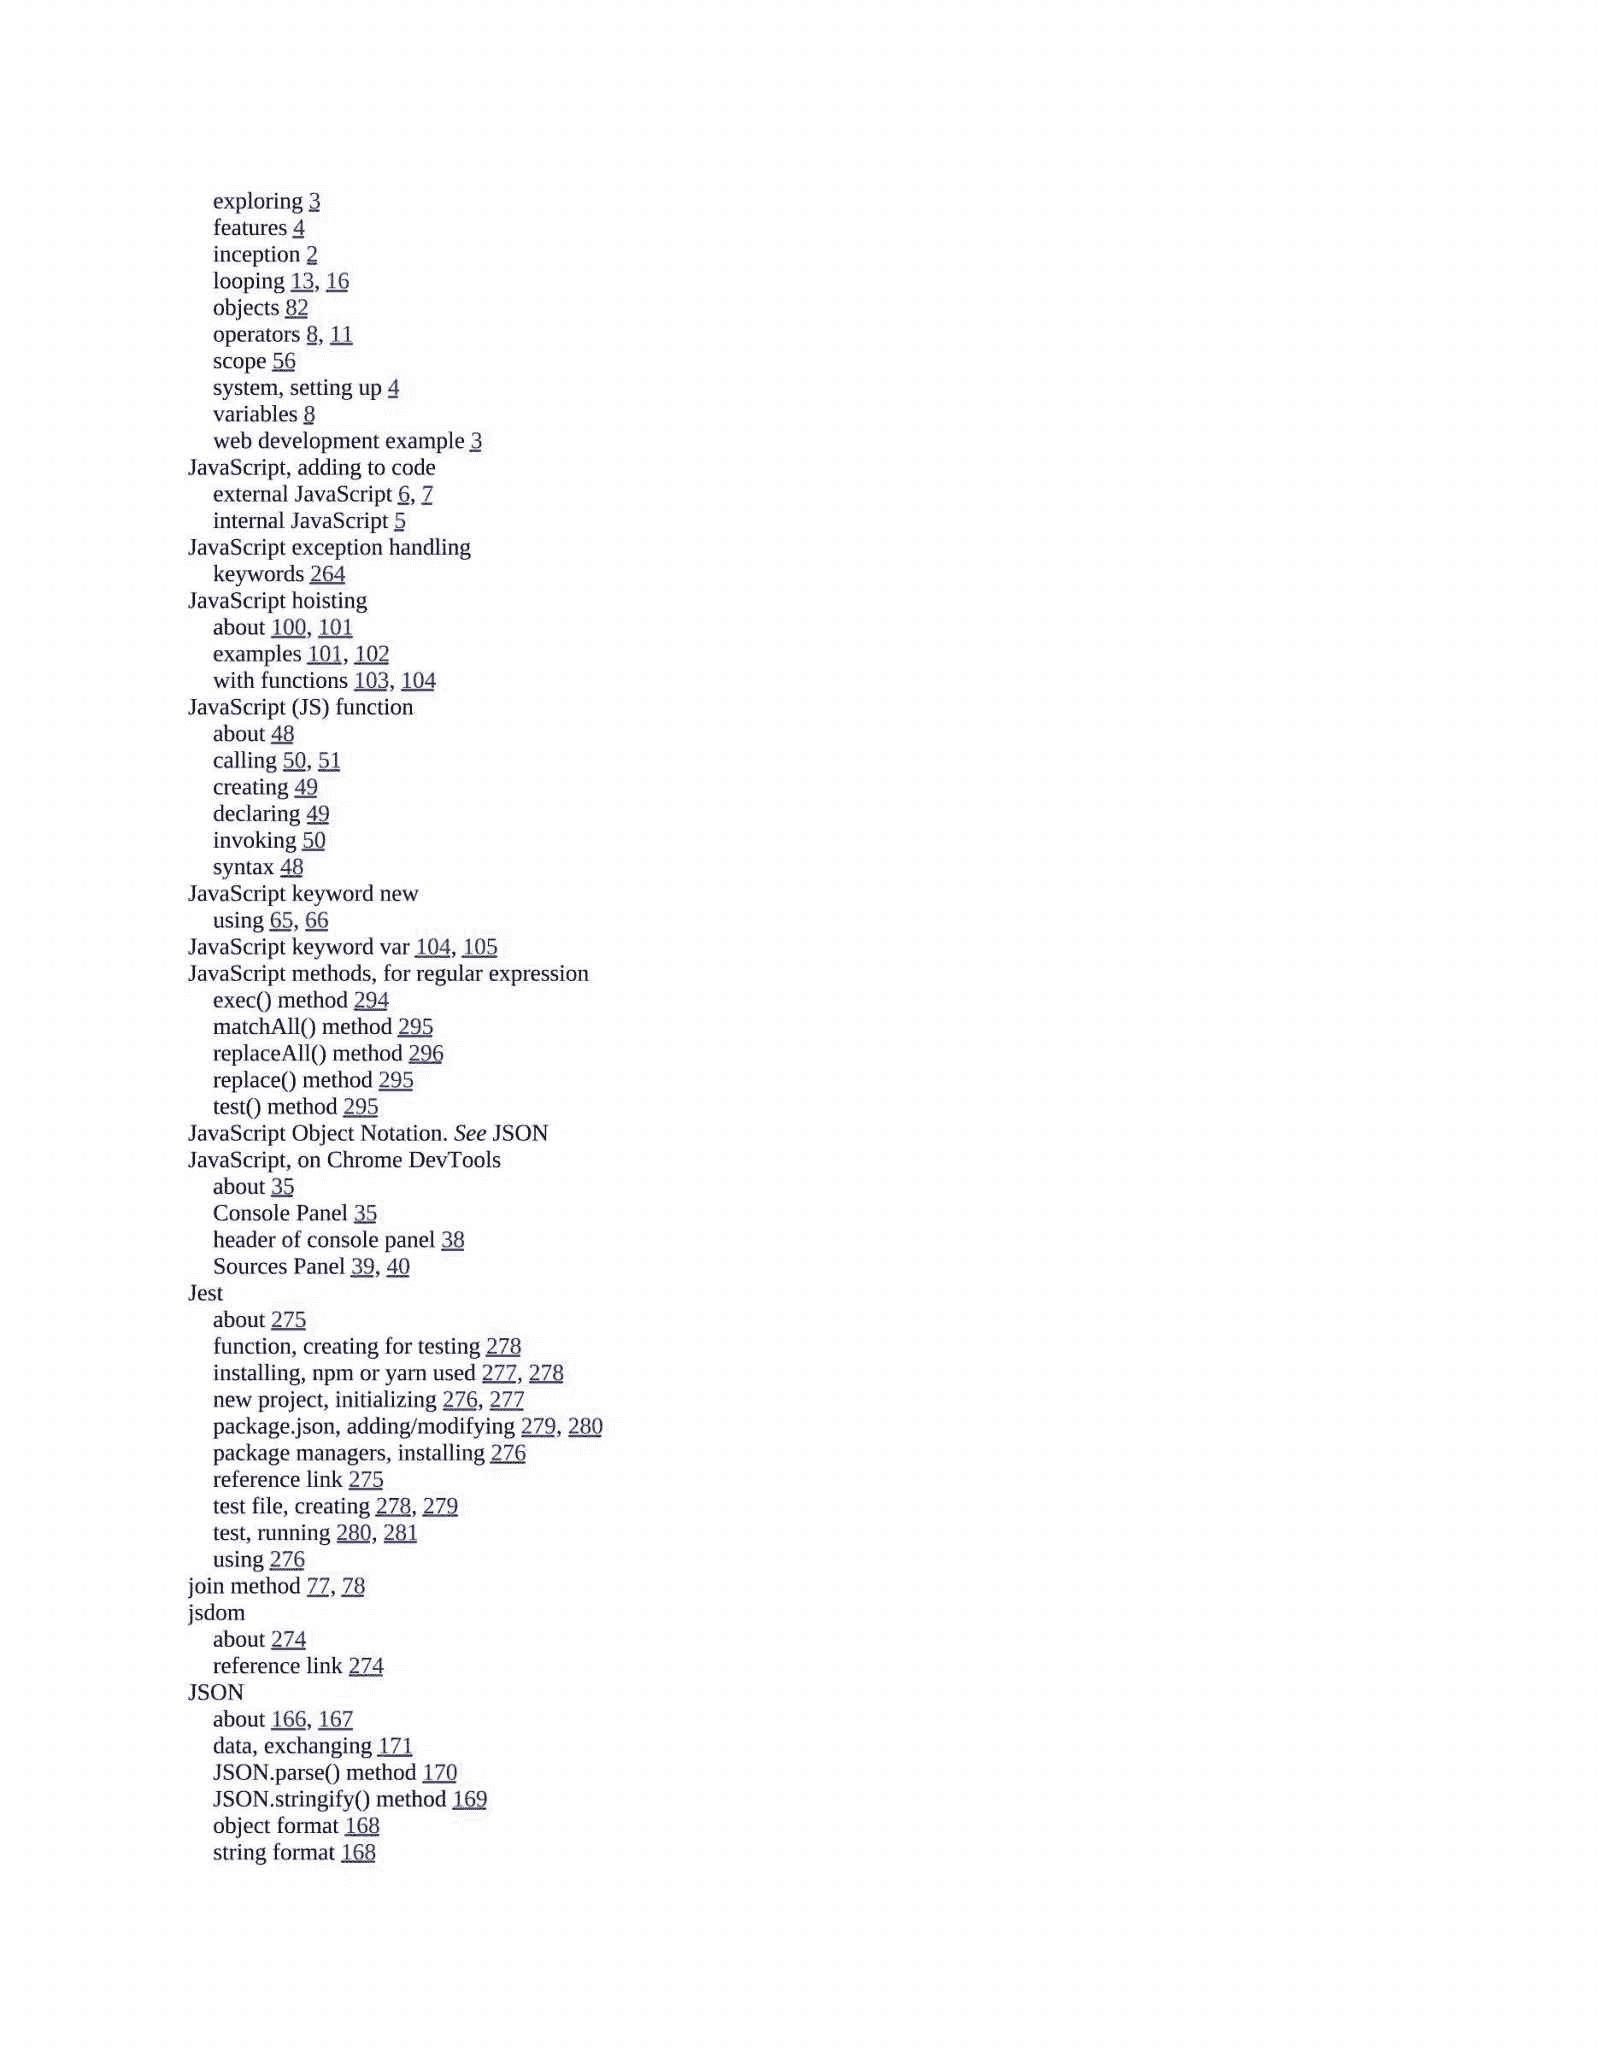 exploring 3
features 4
inception 2
looping 13, 16
objects 82
operators 8, 11
scope 56
system, setting up 4
variables 8
web development example 3
JavaScript, adding to code
external JavaScript 6, 7
internal JavaScript 5
JavaScript exception handling
keywords 264
JavaScript hoisting
about 100, 101
examples 101, 102
with functions 103, 104
JavaScript (JS) function
about 48
calling 50, 51
creating 49
declaring 49
invoking 50
syntax 48
JavaScript keyword new
using 65, 66
JavaScript keyword var 104, 105
JavaScript methods, for regular expression
exec() method 294
matchAll() method 295
replaceAll() method 296
replace() method 295
test() method 295
JavaScript Object Notation. See JSON
JavaScript, on Chrome DevTools
about 35
Console Panel 35
header of console panel 38
Sources Panel 39, 40
Jest
about 275
function, creating for testing 278
installing, npm or yarn used 277, 278
new project, initializing 276, 277
package.json, adding/modifying 279, 280
package managers, installing 276
reference link 275
test file, creating 278, 279
test, running 280, 281
using 276
join method 77, 78
jsdom
about 274
reference link 274
JSON
about 166, 167
data, exchanging 171
JSON.parse() method 170
JSON.stringify() method 169
object format 168
string format 168